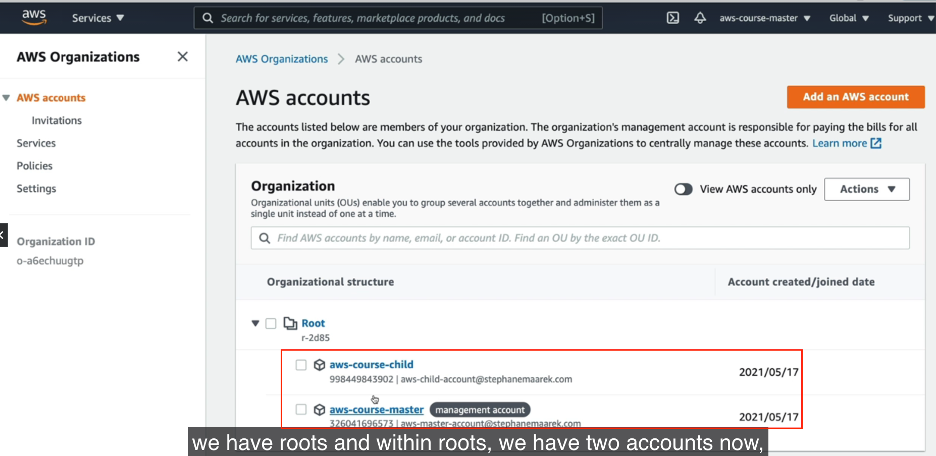 aws
Services ▼
Search for services, features, marketplace products, and docs [Option+S]
aws-course-master ▼
Global ▼
Support ▼
AWS Organizations
AWS accounts
Invitations
Services
Policies
Settings
Organization ID
o-a6echuugtp
AWS Organizations > AWS accounts
AWS accounts
Add an AWS account
The accounts listed below are members of your organization. The organization's management account is responsible for paying the bills for all
accounts in the organization. You can use the tools provided by AWS Organizations to centrally manage these accounts. Learn more
Organization
Organizational units (OUs) enable you to group several accounts together and administer them as a
single unit instead of one at a time.
View AWS accounts only
Actions ▼
Find AWS accounts by name, email, or account ID. Find an OU by the exact OU ID.
Organizational structure
Account created/joined date
Root
r-2d85
aws-course-child
998449843902 | aws-child-account@stephanemaarek.com
2021/05/17
aws-course-master management account
326041696573 | aws-master-account@stephanemaarek.com
2021/05/17
we have roots and within roots, we have two accounts now,